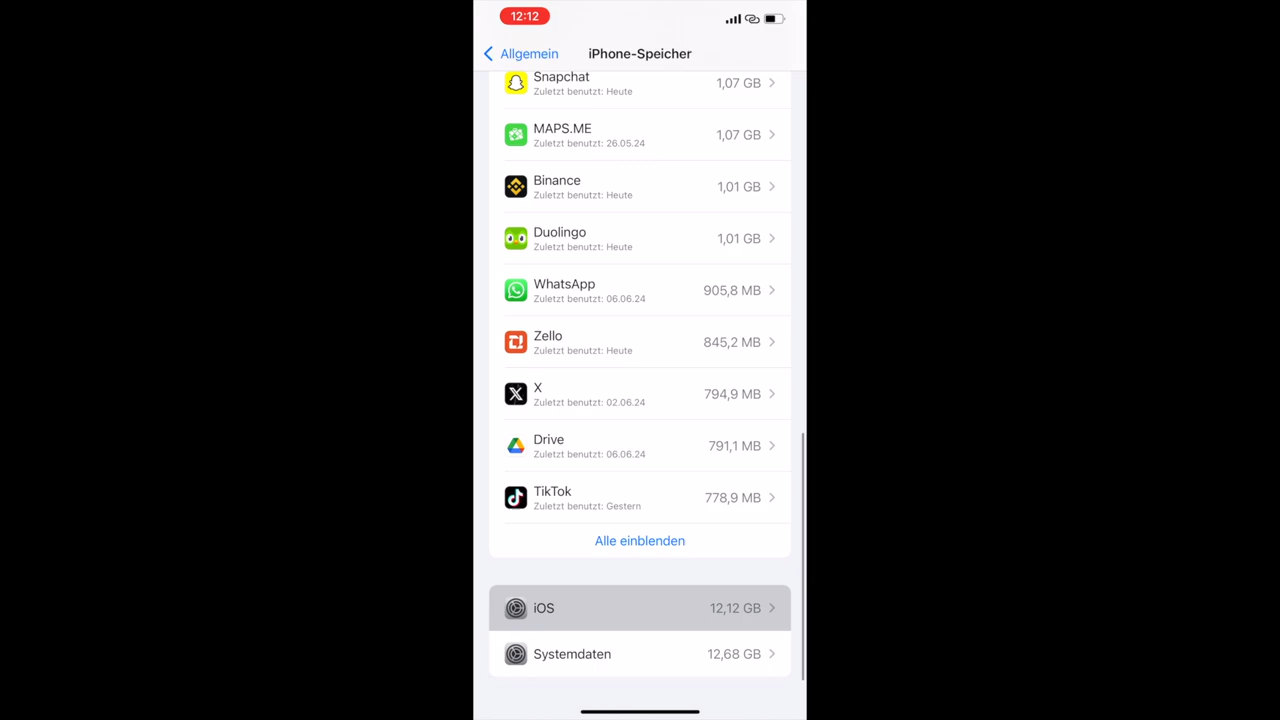 12:12
Allgemein
iPhone-Speicher
Snapchat
Zuletzt benutzt: Heute
1,07 GB
MAPS.ME
Zuletzt benutzt: 26.05.24
1,07 GB
Binance
Zuletzt benutzt: Heute
1,01 GB
Duolingo
Zuletzt benutzt: Heute
1,01 GB
WhatsApp
Zuletzt benutzt: 06.06.24
905,8 MB
Zello
Zuletzt benutzt: Heute
845,2 MB
X
Zuletzt benutzt: 02.06.24
794,9 MB
Drive
Zuletzt benutzt: 06.06.24
791,1 MB
TikTok
Zuletzt benutzt: Gestern
778,9 MB
Alle einblenden
iOS
12,12 GB
Systemdaten
12,68 GB